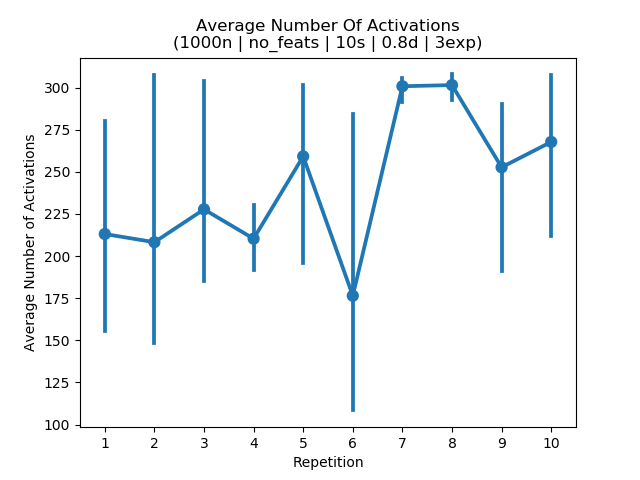 Average Number Of Activations
(1000n | no_feats | 10s | 0.8d | 3exp)
Average Number of Activations
300
275
250
225
200
175
150
125
100
1 2 3 4 5 6 7 8 9 10
Repetition